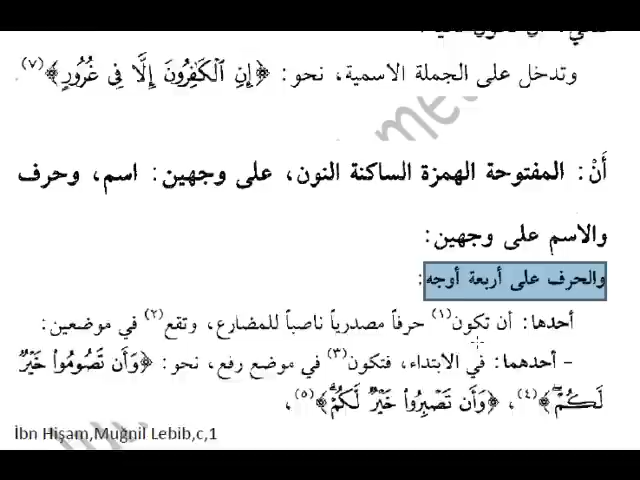 وتدخل على الجملة الاسمية، نحو: ﴿إِنِ ٱلْكَٰفِرُونَ إِلَّا فِى غُرُورٍ﴾(٧)
أَنْ: المفتوحة الهمزة الساكنة النون، على وجهين: اسم، وحرف
والاسم على وجهين:
والحرف على أربعة أوجه:
أحدها: أن تكون(١) حرفاً مصدرياً ناصباً للمضارع، وتقع(٢) في موضعين:
- أحدهما: في الابتداء، فتكون(٣) في موضع رفع، نحو: ﴿وَأَن تَصُومُوا۟ خَيْرٌ
لَّكُمْ﴾(٤)، ﴿وَأَن تَصْبِرُوا۟ خَيْرٌ لَّكُمْ﴾(٥)،
İbn Hişam,Muğnil Lebib,c,1